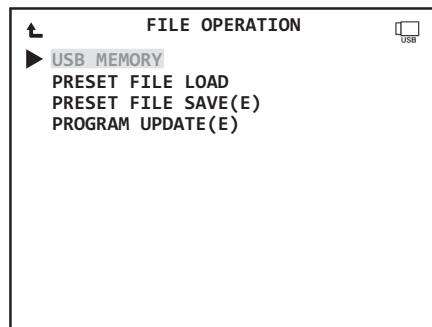 FILE OPERATION
USB
USB MEMORY
PRESET FILE LOAD
PRESET FILE SAVE(E)
PROGRAM UPDATE(E)